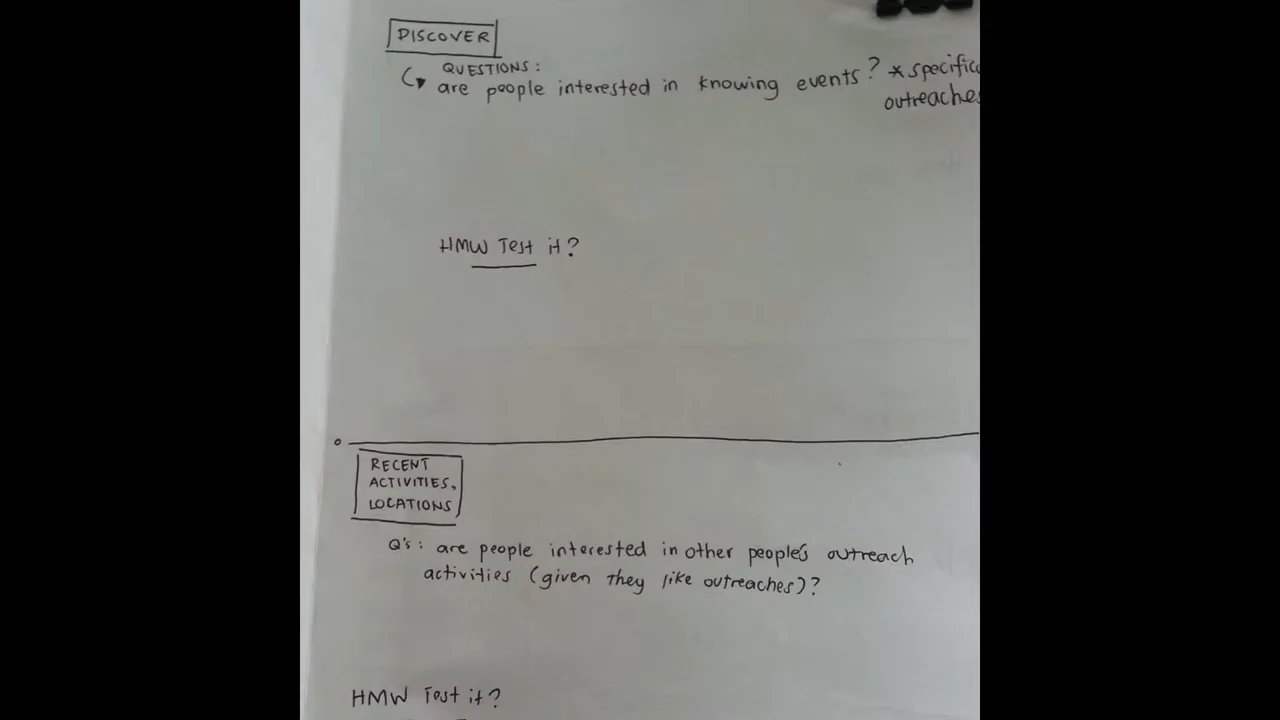 DISCOVER
QUESTIONS:
are people interested in knowing events? *specific
outreaches
HMW Test it?
RECENT
ACTIVITIES,
LOCATIONS
Q's: are people interested in other people's outreach
activities (given they like outreaches)?
HMW Test it?